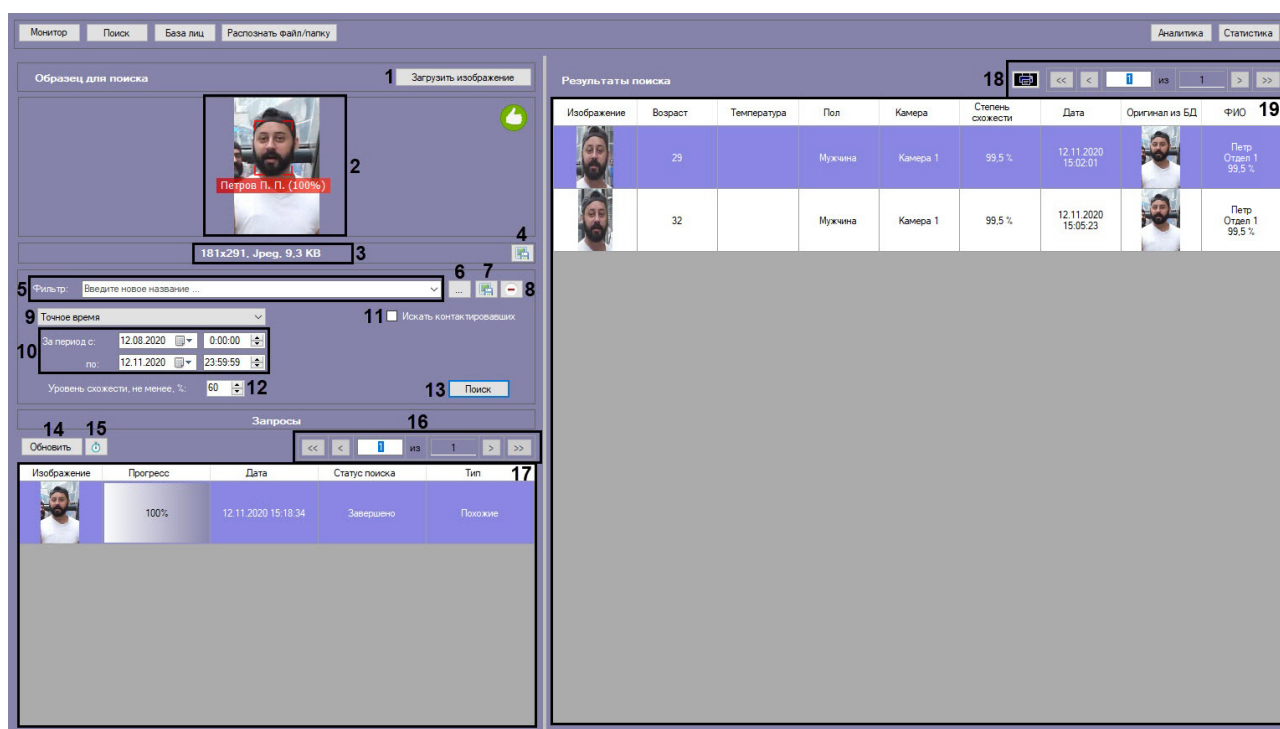 Монитор Поиск База лиц Распознать файл/папку Аналитика Статистика
Образец для поиска 1 Загрузить изображение
2
Петров П. П. (100%)
181x291, Jpeg, 9,3 KB 3 4
5 Фильтр: Введите новое название ... 6 ... 7 8
9 Точное время 11 Искать контактировавших
10 За период с: 12.08.2020 0:00:00
по: 12.11.2020 23:59:59
Уровень схожести, не менее, %: 60 12 13 Поиск
Запросы
14 15 16
Обновить << < 1 из 1 > >>
Изображение Прогресс Дата Статус поиска Тип 17
100% 12.11.2020 15:18:34 Завершено Похожие
Результаты поиска 18 << < 1 из 1 > >>
Изображение Возраст Температура Пол Камера Степень схожести Дата Оригинал из БД ФИО 19
29 Мужчина Камера 1 99,5 % 12.11.2020 15:02:01 Петр Отдел 1 99,5 %
32 Мужчина Камера 1 99,5 % 12.11.2020 15:05:23 Петр Отдел 1 99,5 %